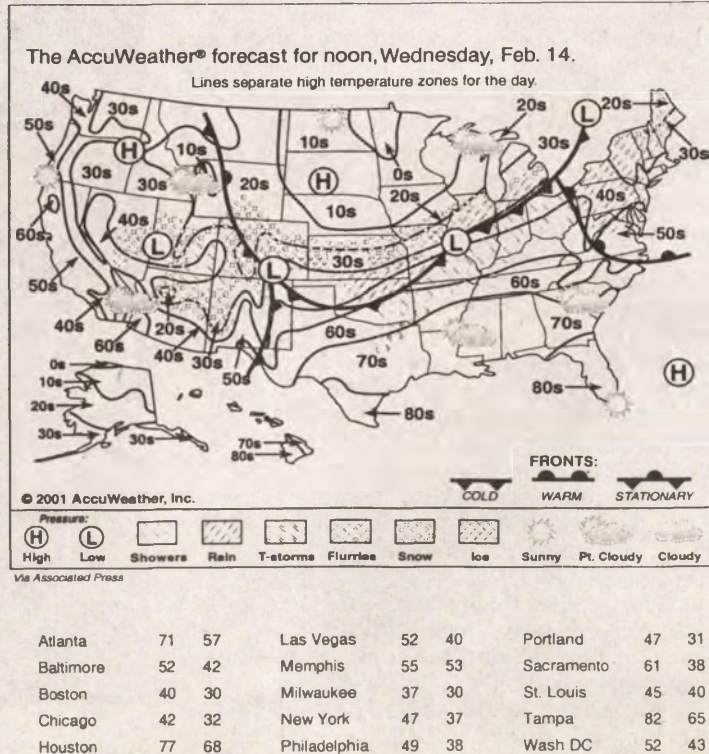 The AccuWeather® forecast for noon, Wednesday, Feb. 14.
Lines separate high temperature zones for the day.
40s
30s
50s
30s
H
30s
10s
20s
10s
H
10s
0s
20s
20s
30s
L
20s
30s
40s
50s
60s
40s
L
L
30s
L
50s
40s
60s
20s
40s
30s
50s
60s
70s
80s
60s
70s
80s
H
0s
10s
20s
30s
30s
70s
80s
FRONTS:
COLD WARM STATIONARY
© 2001 AccuWeather, Inc.
Pressure:
H L
High Low Showers Rain T-storms Flurries Snow Ice Sunny Pt. Cloudy Cloudy
Via Associated Press
Atlanta 71 57 Las Vegas 52 40 Portland 47 31
Baltimore 52 42 Memphis 55 53 Sacramento 61 38
Boston 40 30 Milwaukee 37 30 St. Louis 45 40
Chicago 42 32 New York 47 37 Tampa 82 65
Houston 77 68 Philadelphia 49 38 Wash DC 52 43